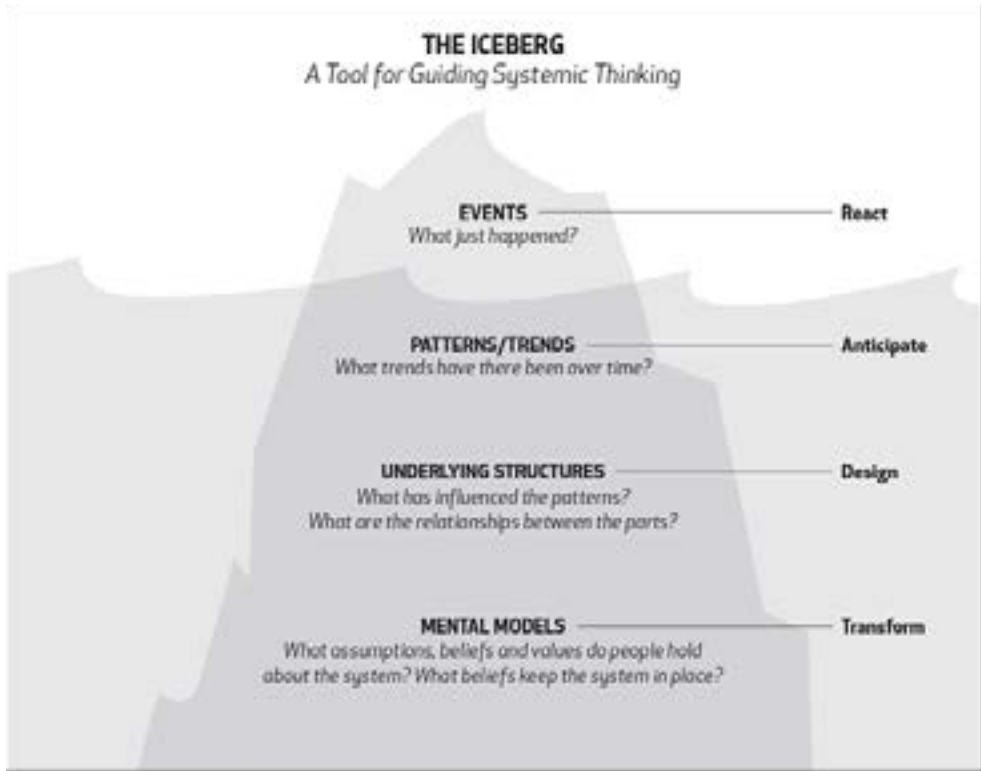 THE ICEBERG
A Tool for Guiding Systemic Thinking
EVENTS
React
What just happened?
PATTERNS/TRENDS
Anticipate
What trends have there been over time?
UNDERLYING STRUCTURES
Design
What has influenced the patterns?
What are the relationships between the parts?
MENTAL MODELS
Transform
What assumptions, beliefs and values do people hold
about the system? What beliefs keep the system in place?